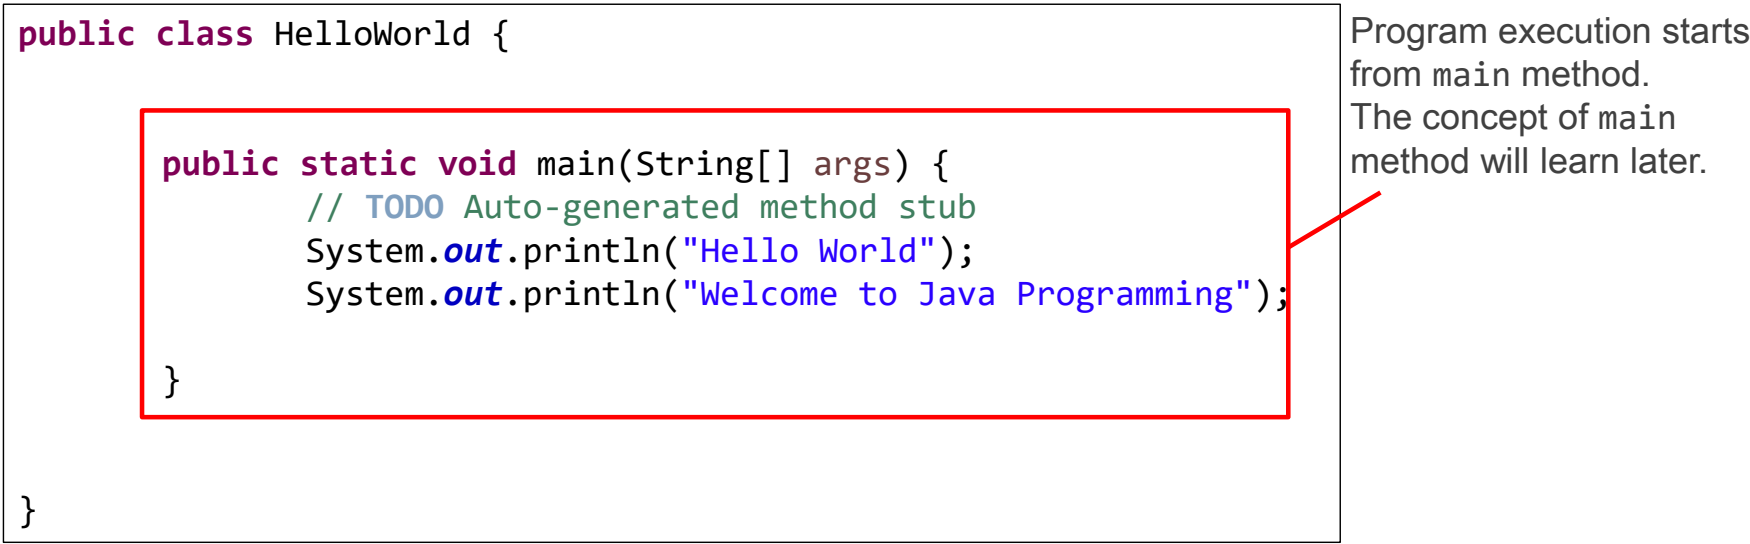 public class HelloWorld {
public static void main(String[] args) {
// TODO Auto-generated method stub
System.out.println("Hello World");
System.out.println("Welcome to Java Programming");
}
}
Program execution starts
from main method.
The concept of main
method will learn later.